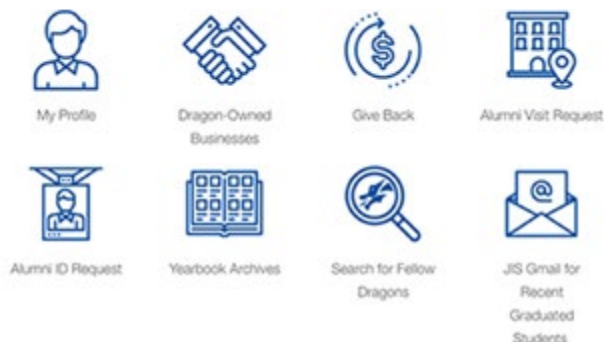 My Profile
Dragon-Owned
Businesses
Give Back
Alumni Visit Request
Alumni ID Request
Yearbook Archives
Search for Fellow
Dragons
JIS Gmail for
Recent
Graduated
Students